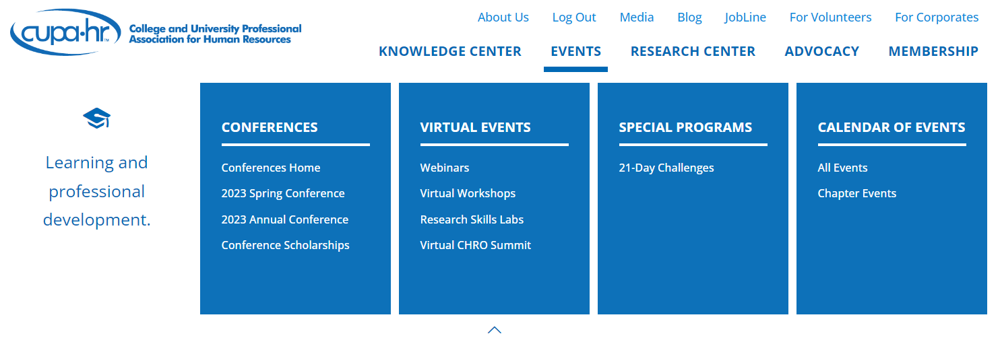 cupa·hr™
College and University Professional
Association for Human Resources
About Us Log Out Media Blog JobLine For Volunteers For Corporates
KNOWLEDGE CENTER EVENTS RESEARCH CENTER ADVOCACY MEMBERSHIP
Learning and
professional
development.
CONFERENCES
Conferences Home
2023 Spring Conference
2023 Annual Conference
Conference Scholarships
VIRTUAL EVENTS
Webinars
Virtual Workshops
Research Skills Labs
Virtual CHRO Summit
SPECIAL PROGRAMS
21-Day Challenges
CALENDAR OF EVENTS
All Events
Chapter Events